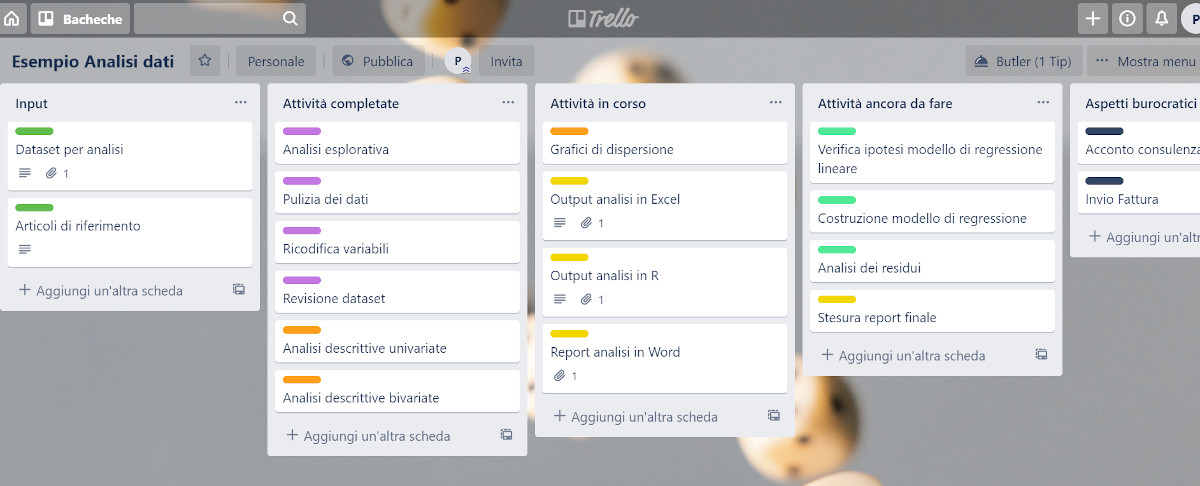 Bacheche
Trello
P
Esempio Analisi dati
Personale
Pubblica
P
Invita
Butler (1 Tip)
Mostra menu
Input
Dataset per analisi
1
Articoli di riferimento
Aggiungi un'altra scheda
Attività completate
Analisi esplorativa
Pulizia dei dati
Ricodifica variabili
Revisione dataset
Analisi descrittive univariate
Analisi descrittive bivariate
Aggiungi un'altra scheda
Attività in corso
Grafici di dispersione
Output analisi in Excel
1
Output analisi in R
1
Report analisi in Word
1
Aggiungi un'altra scheda
Attività ancora da fare
Verifica ipotesi modello di regressione
lineare
Costruzione modello di regressione
Analisi dei residui
Stesura report finale
Aggiungi un'altra scheda
Aspetti burocratici
Acconto consulenza
Invio Fattura
Aggiungi un'altr